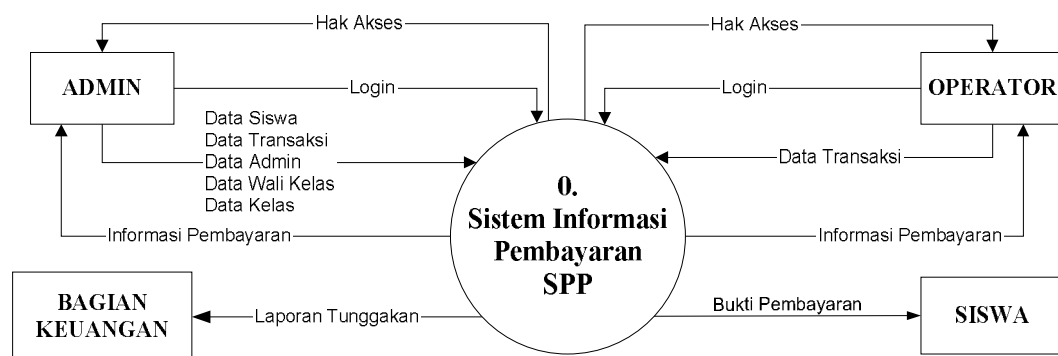 Hak Akses
Hak Akses
ADMIN
Login
Login
OPERATOR
Data Siswa
Data Transaksi
Data Admin
Data Wali Kelas
Data Kelas
Data Transaksi
0.
Sistem Informasi
Pembayaran
SPP
Informasi Pembayaran
Informasi Pembayaran
BAGIAN
KEUANGAN
Laporan Tunggakan
Bukti Pembayaran
SISWA